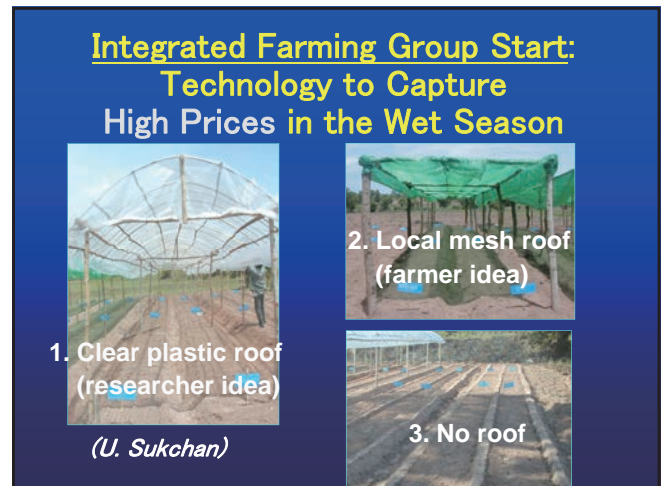 Integrated Farming Group Start:
Technology to Capture
High Prices in the Wet Season
1. Clear plastic roof
(researcher idea)
2. Local mesh roof
(farmer idea)
3. No roof
(U. Sukchan)